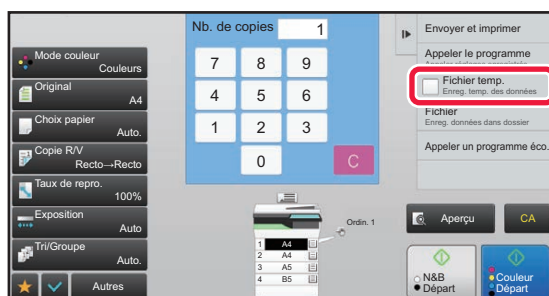 Mode couleur
Couleurs
Original
A4
Choix papier
Auto.
Copie R/V
Recto→Recto
Taux de repro.
100%
Exposition
Auto
Tri/Groupe
Auto.
Autres
Nb. de copies 1
7 8 9
4 5 6
1 2 3
0 C
Ordin. 1
1 A4
2 A4
3 A5
4 B5
Envoyer et imprimer
Appeler le programme
Appeler réglages enregistrés
Fichier temp.
Enreg. temp. des données
Fichier
Enreg. données dans dossier
Appeler un programme éco.
Aperçu
CA
N&B
Départ
Couleur
Départ